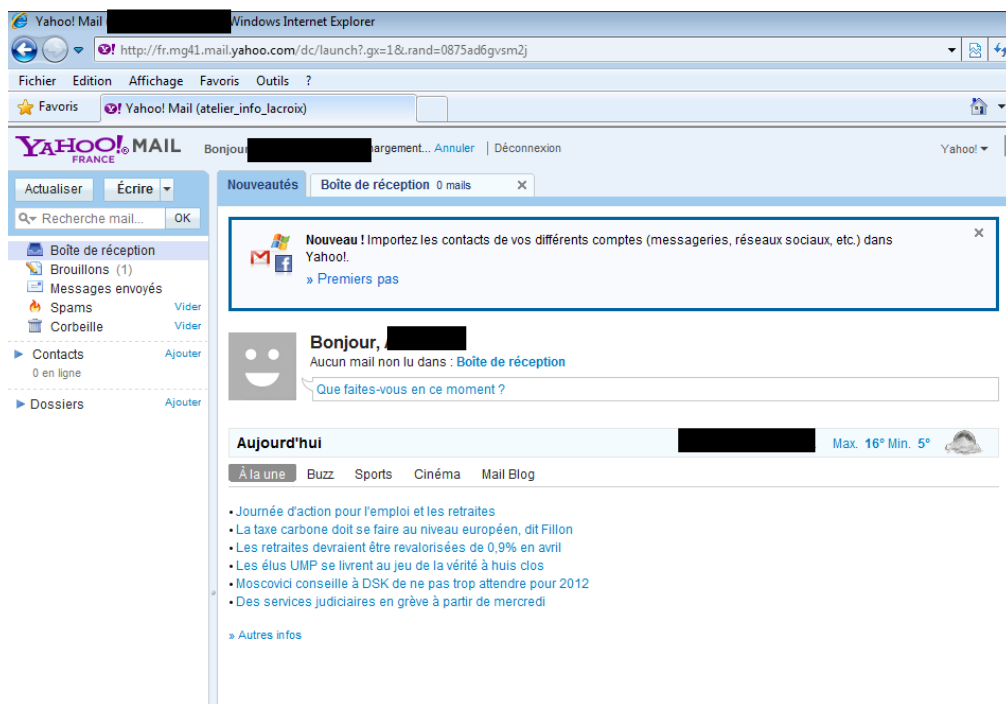 Yahoo! Mail Windows Internet Explorer
http://fr.mg41.mail.yahoo.com/dc/launch?.gx=1&.rand=0875ad6gvsm2j
Fichier Edition Affichage Favoris Outils ?
Favoris Yahoo! Mail (atelier_info_lacroix)
YAHOO! MAIL Bonjour argement... Annuler | Déconnexion Yahoo!
FRANCE
Actualiser Écrire Nouveautés Boîte de réception 0 mails
Recherche mail... OK
Nouveau ! Importez les contacts de vos différents comptes (messageries, réseaux sociaux, etc.) dans
Yahoo!.
» Premiers pas
Boîte de réception
Brouillons (1)
Messages envoyés
Spams Vider
Corbeille Vider
Contacts Ajouter
0 en ligne
Dossiers Ajouter
Bonjour,
Aucun mail non lu dans : Boîte de réception
Que faites-vous en ce moment ?
Aujourd'hui Max. 16° Min. 5°
À la une Buzz Sports Cinéma Mail Blog
• Journée d'action pour l'emploi et les retraites
• La taxe carbone doit se faire au niveau européen, dit Fillon
• Les retraites devraient être revalorisées de 0,9% en avril
• Les élus UMP se livrent au jeu de la vérité à huis clos
• Moscovici conseille à DSK de ne pas trop attendre pour 2012
• Des services judiciaires en grève à partir de mercredi
» Autres infos